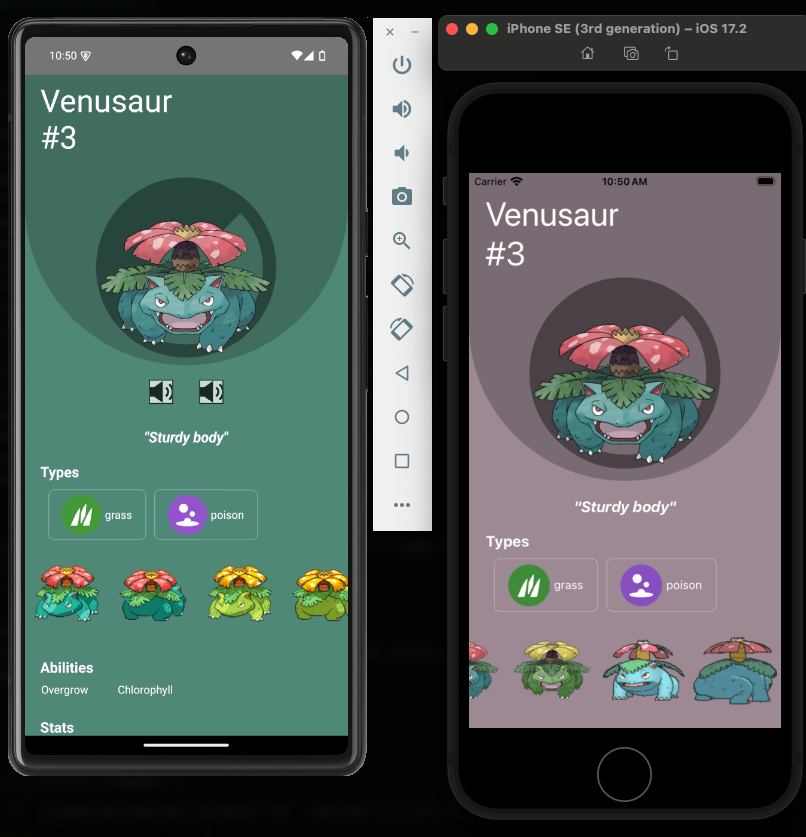 10:50
Venusaur
#3
"Sturdy body"
Types
grass
poison
Abilities
Overgrow
Chlorophyll
Stats
iPhone SE (3rd generation) – iOS 17.2
Carrier
10:50 AM
Venusaur
#3
"Sturdy body"
Types
grass
poison